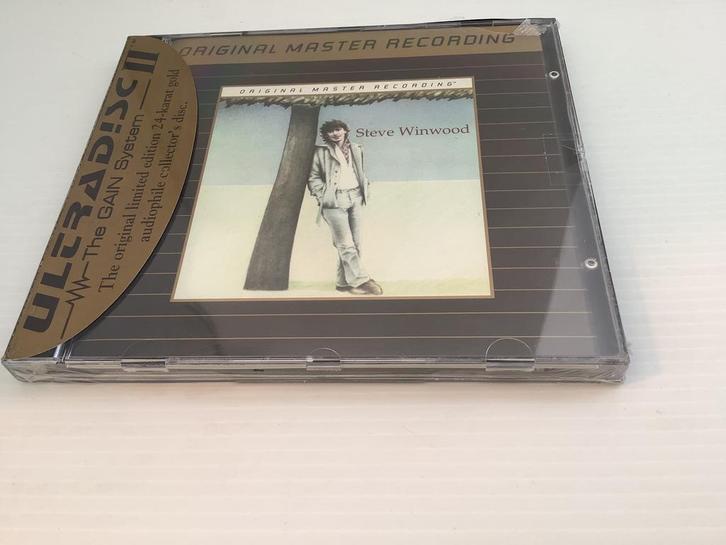 ORIGINAL MASTER RECORDING
ULTRADISC II
The GAIN System
The original limited edition 24-karat gold
audiophile collector's disc.
ORIGINAL MASTER RECORDING™
Steve Winwood